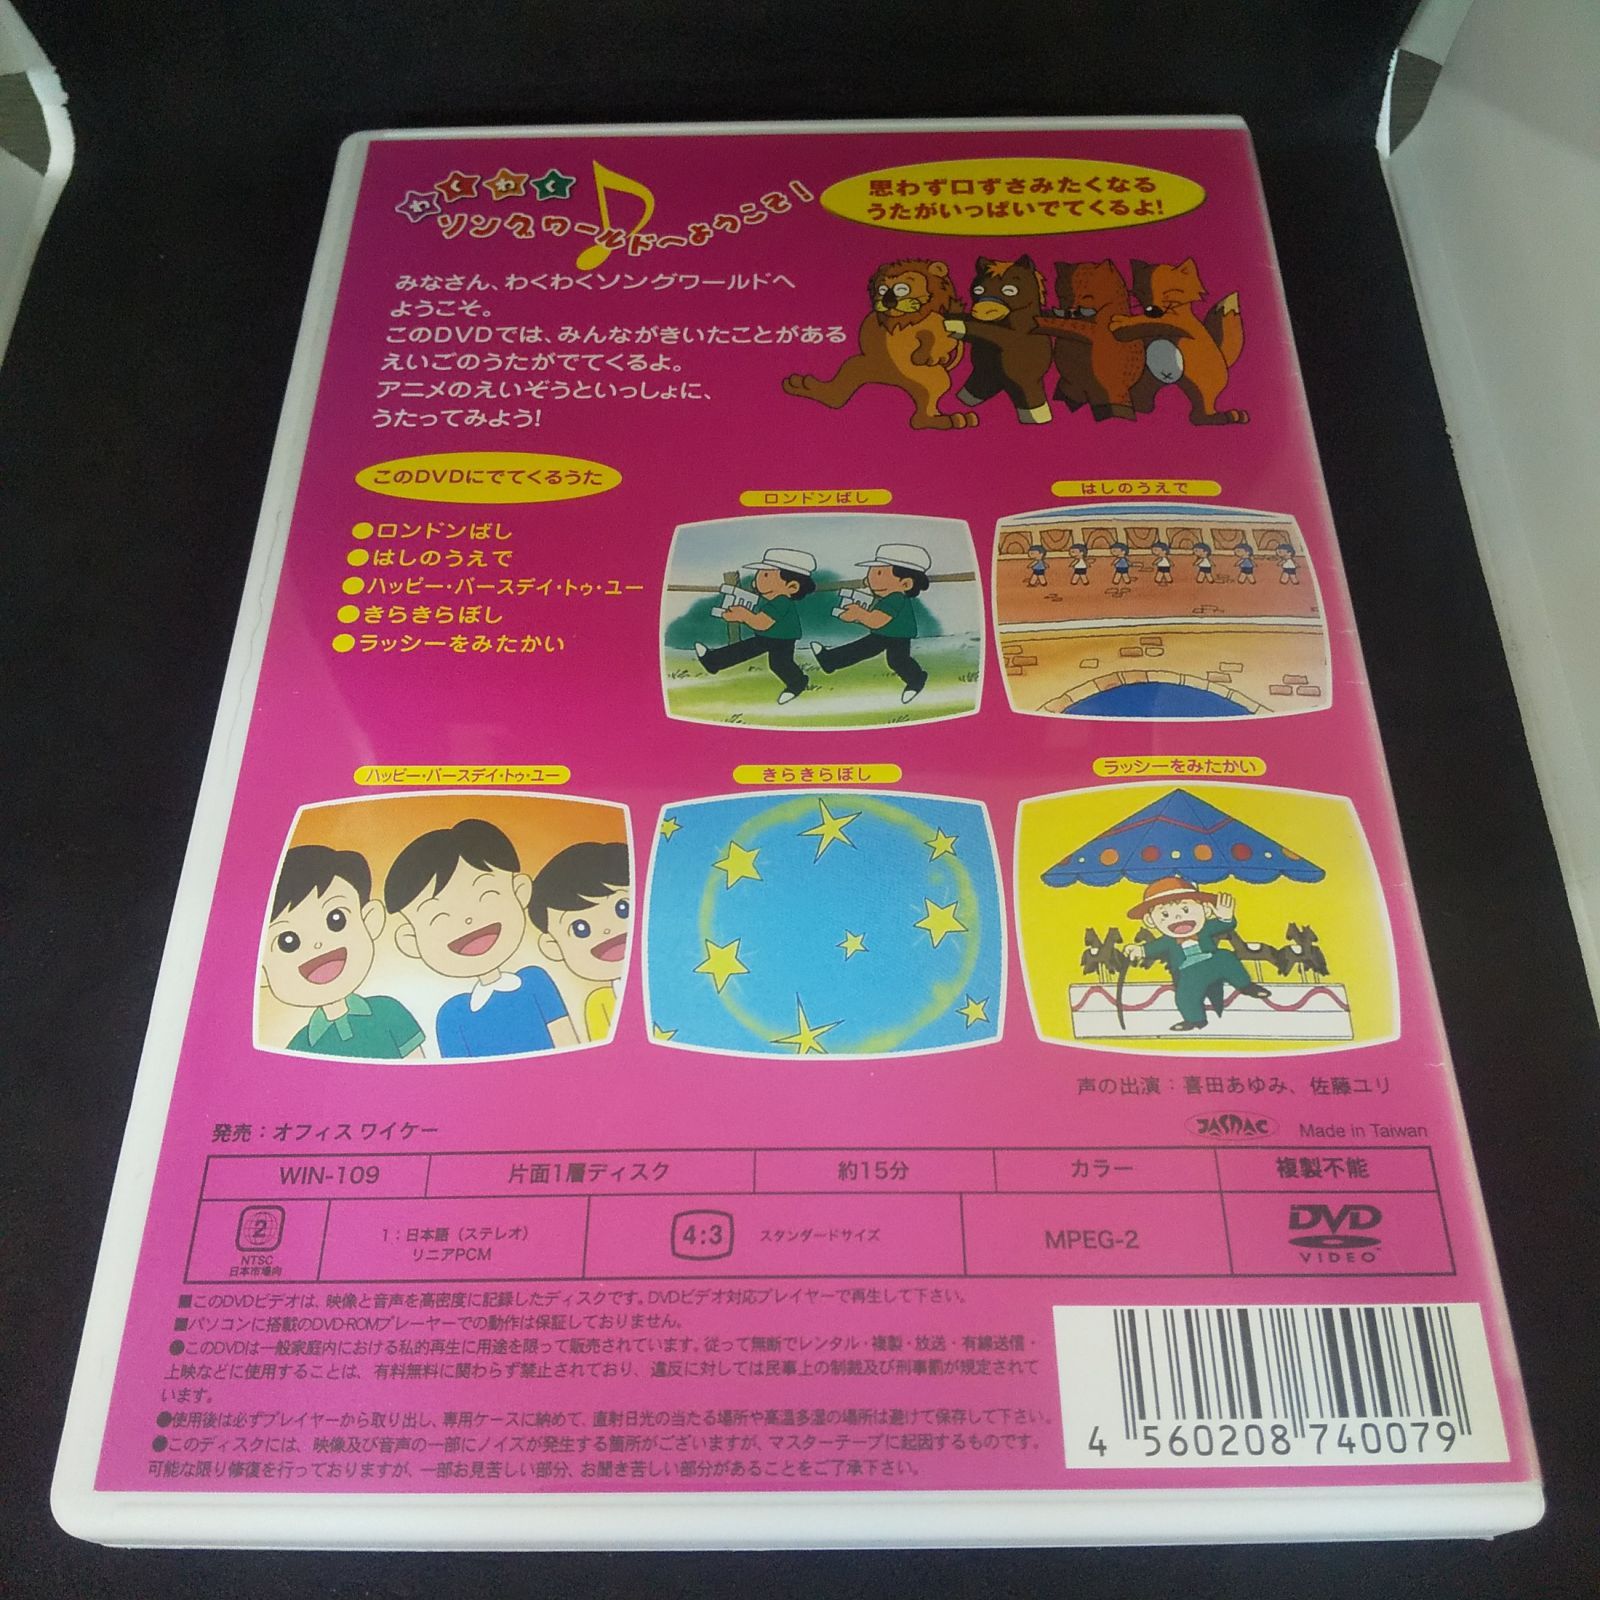 わくわく
ソングワールドへようこそ!
思わず口ずさみたくなる
うたがいっぱいでてくるよ!
みなさん、わくわくソングワールドへ
ようこそ。
このDVDでは、みんながきいたことがある
えいごのうたがでてくるよ。
アニメのえいぞうといっしょに、
うたってみよう!
このDVDにでてくるうた
●ロンドンばし
●はしのうえで
●ハッピー・バースデイ・トゥ・ユー
●きらきらぼし
●ラッシーをみたかい
ロンドンばし
はしのうえで
ハッピー・バースデイ・トゥ・ユー
きらきらぼし
ラッシーをみたかい
声の出演:喜田あゆみ、佐藤ユリ
発売:オフィス ワイケー
JASRAC
Made in Taiwan
WIN-109
片面1層ディスク
約15分
カラー
複製不能
2
NTSC
日本市場向
1:日本語(ステレオ)
リニアPCM
4:3
スタンダードサイズ
MPEG-2
DVD
VIDEO
■このDVDビデオは、映像と音声を高密度に記録したディスクです。DVDビデオ対応プレイヤーで再生して下さい。
■パソコンに搭載のDVD-ROMプレーヤーでの動作は保証しておりません。
●このDVDは一般家庭内における私的再生に用途を限って販売されています。従って無断でレンタル・複製・放送・有線送信・
上映などに使用することは、有料無料に関わらず禁止されており、違反に対しては民事上の制裁及び刑事罰が規定されて
います。
●使用後は必ずプレイヤーから取り出し、専用ケースに納めて、直射日光の当たる場所や高温多湿の場所は避けて保存して下さい。
●このディスクには、映像及び音声の一部にノイズが発生する箇所がございますが、マスターテープに起因するものです。
可能な限り修復を行っておりますが、一部お見苦しい部分、お聞き苦しい部分があることをご了承下さい。
4 560208 740079